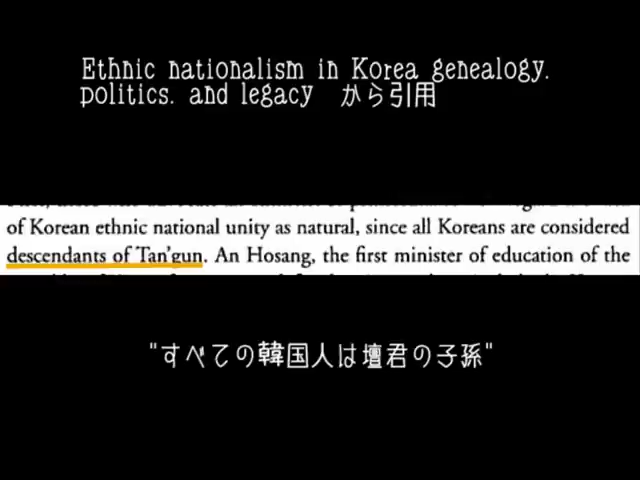 Ethnic nationalism in Korea genealogy.
politics. and legacy から引用
of Korean ethnic national unity as natural, since all Koreans are considered
descendants of Tan'gun. An Hosang, the first minister of education of the
"すべての韓国人は壇君の子孫"